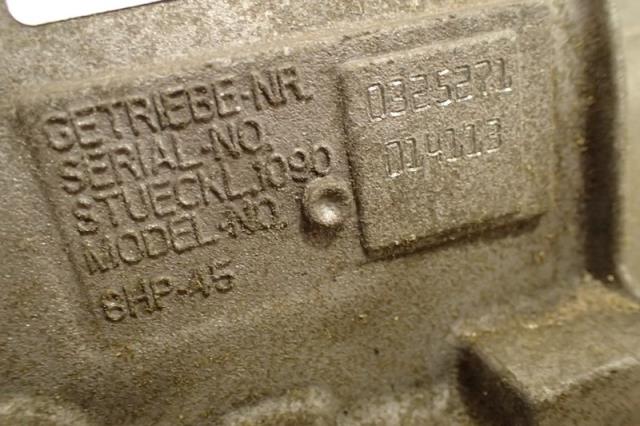 GETRIEBE-NR.
SERIAL-NO.
STUECKL.1090
MODEL-NO.
8HP-45
0325271
014113